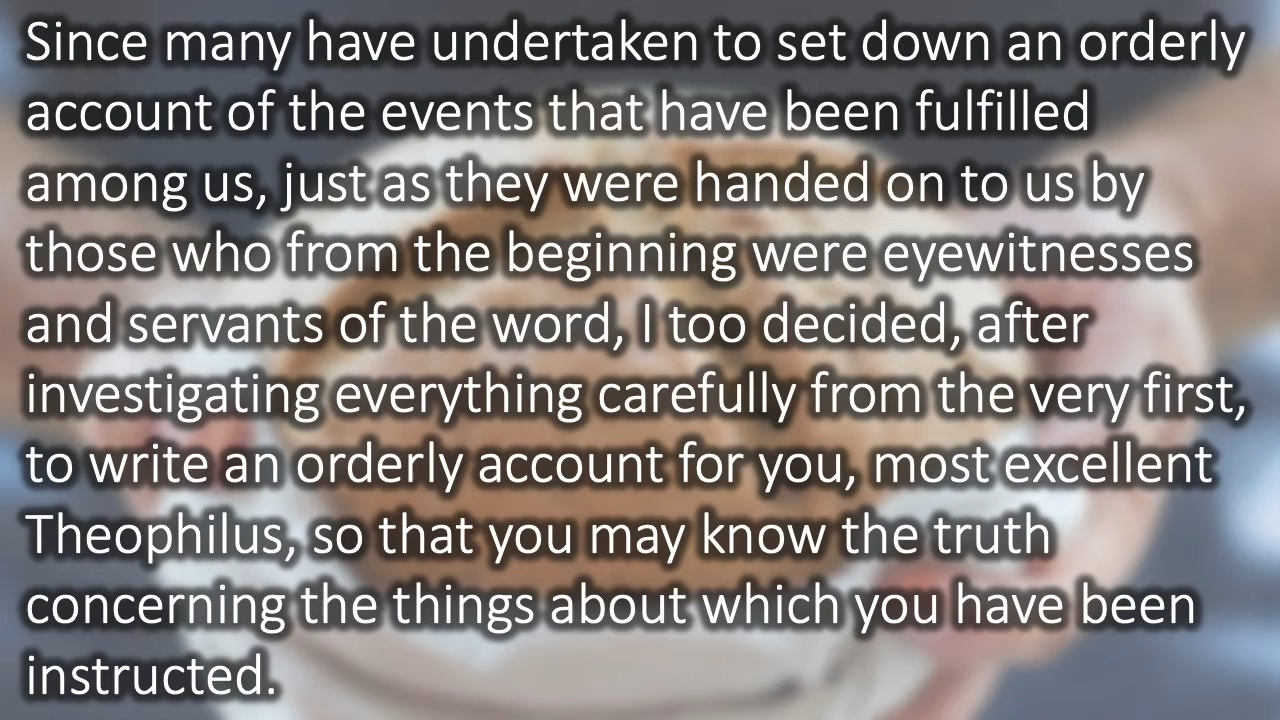 Since many have undertaken to set down an orderly
account of the events that have been fulfilled
among us, just as they were handed on to us by
those who from the beginning were eyewitnesses
and servants of the word, I too decided, after
investigating everything carefully from the very first,
to write an orderly account for you, most excellent
Theophilus, so that you may know the truth
concerning the things about which you have been
instructed.